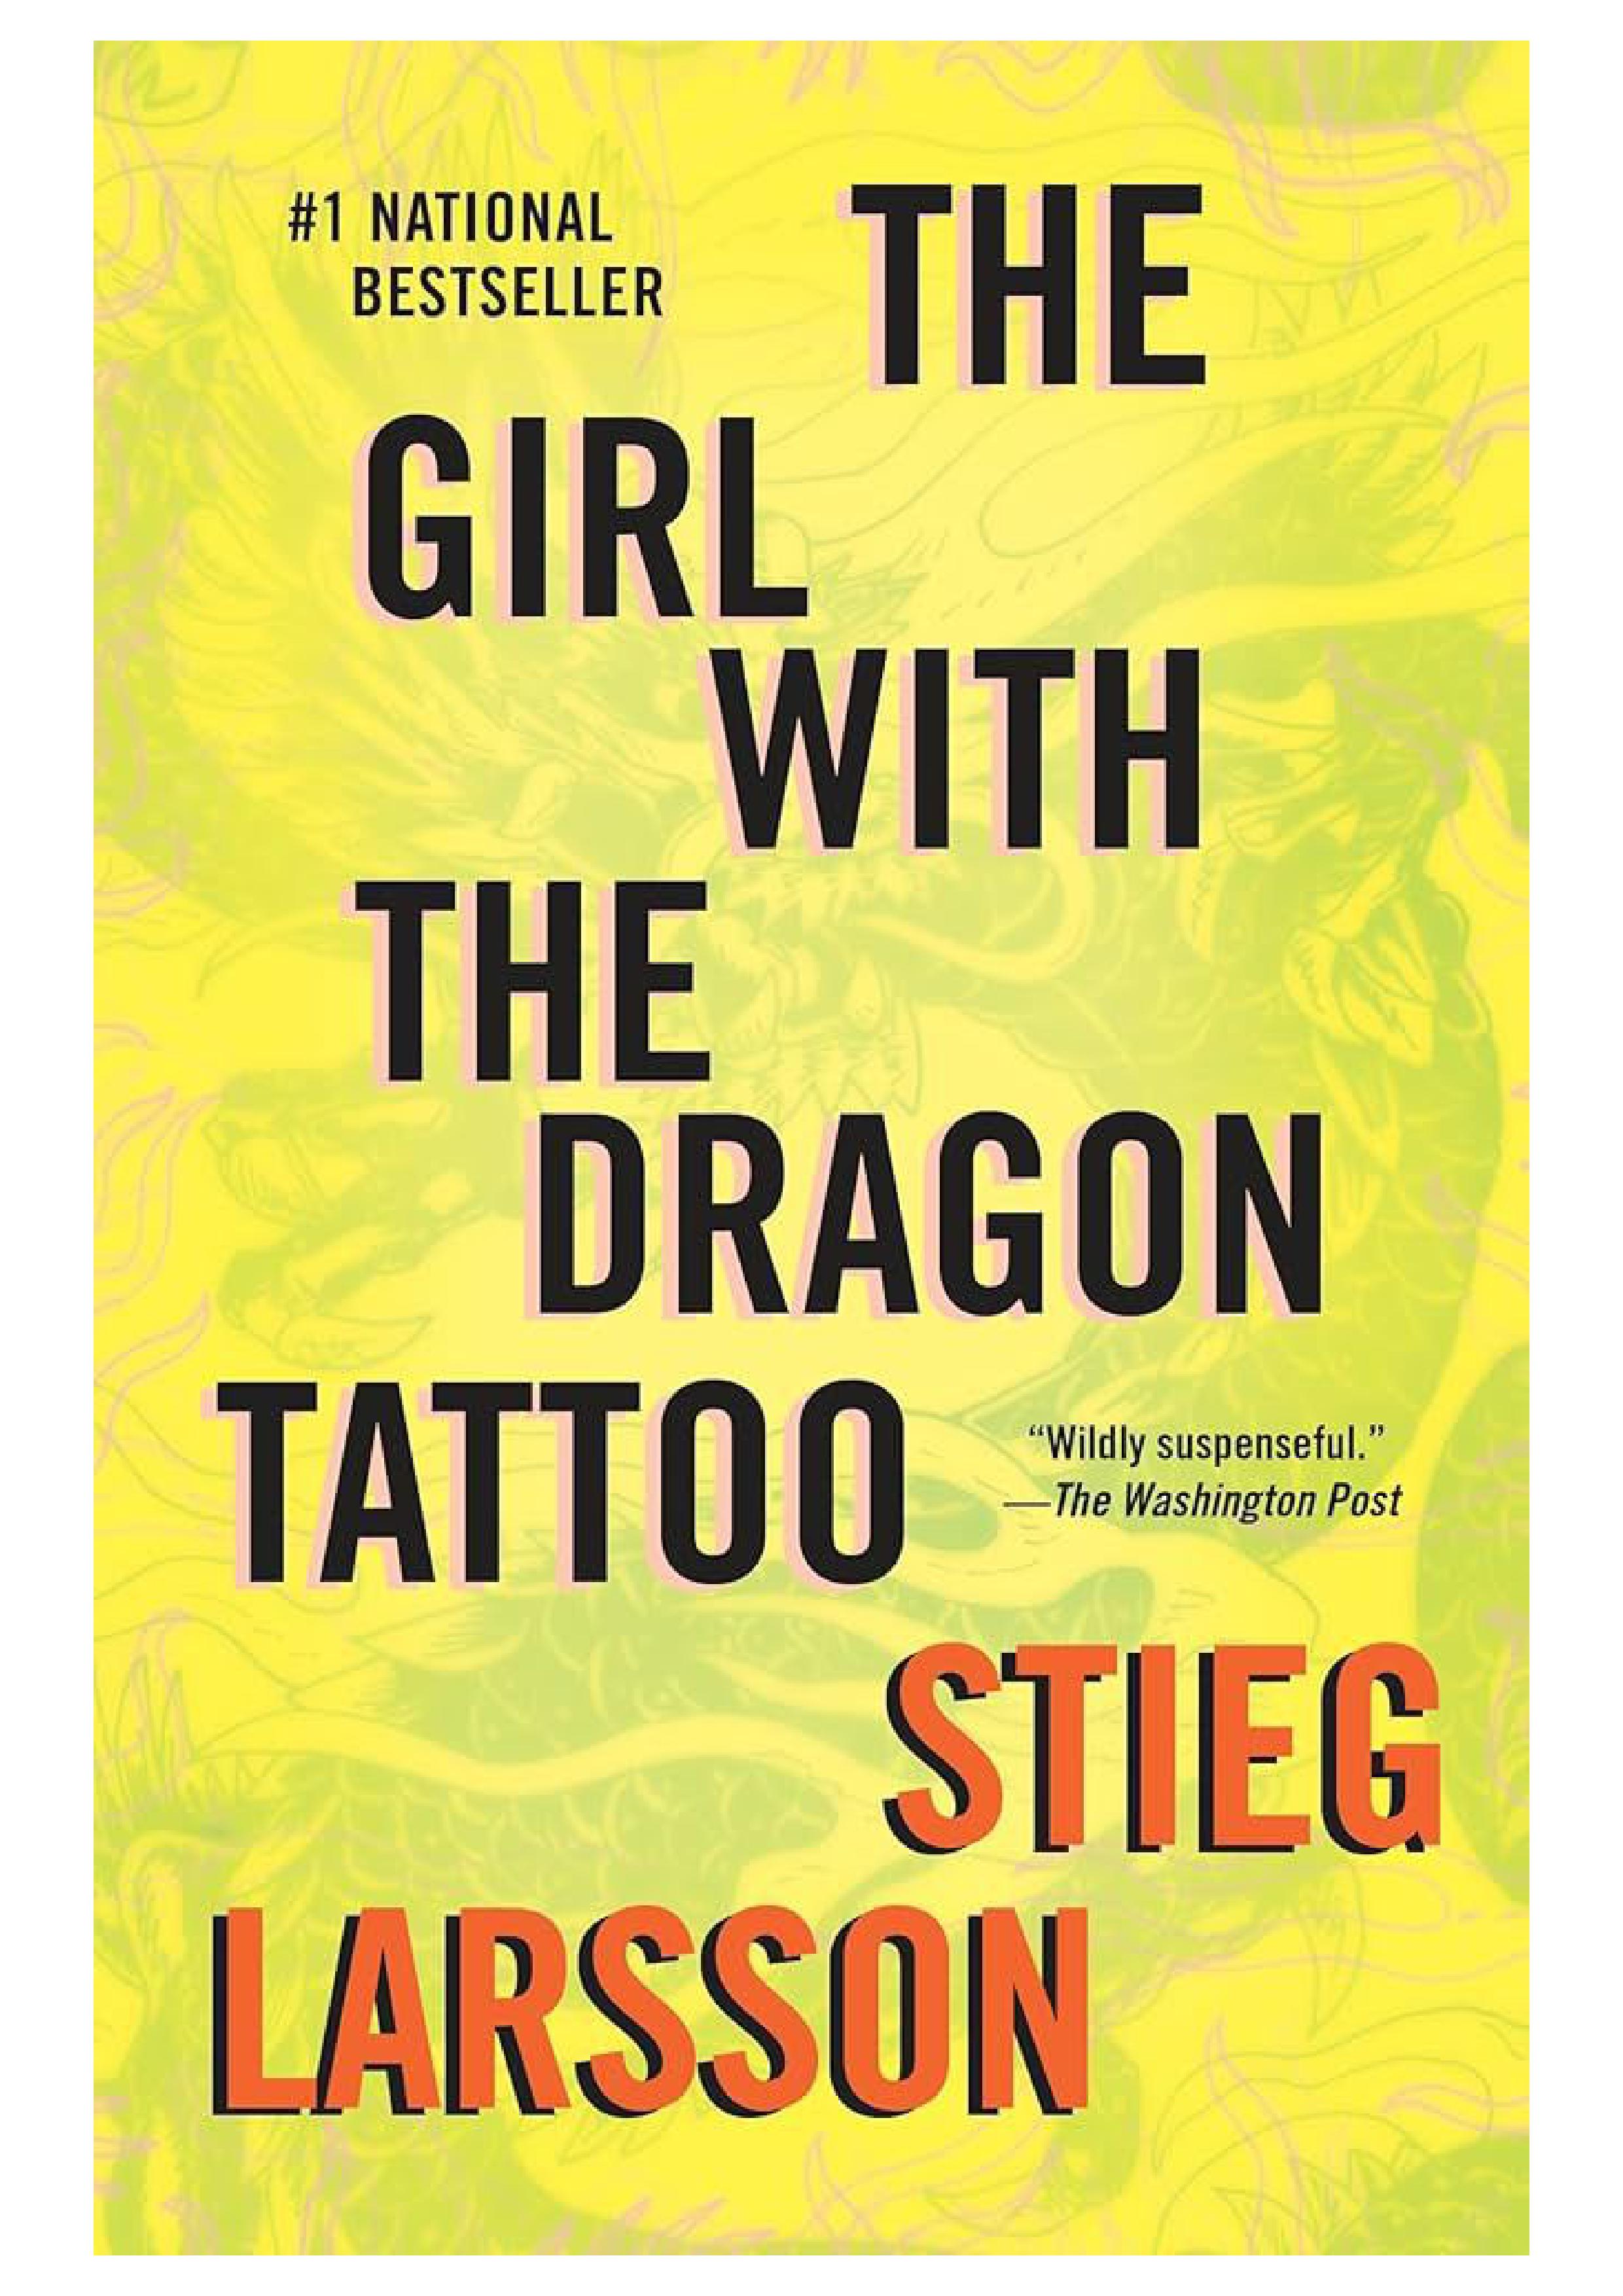 #1 NATIONAL
BESTSELLER
THE
GIRL
WITH
THE
DRAGON
TATTOO
“Wildly suspenseful.”
—The Washington Post
STIEG
LARSSON